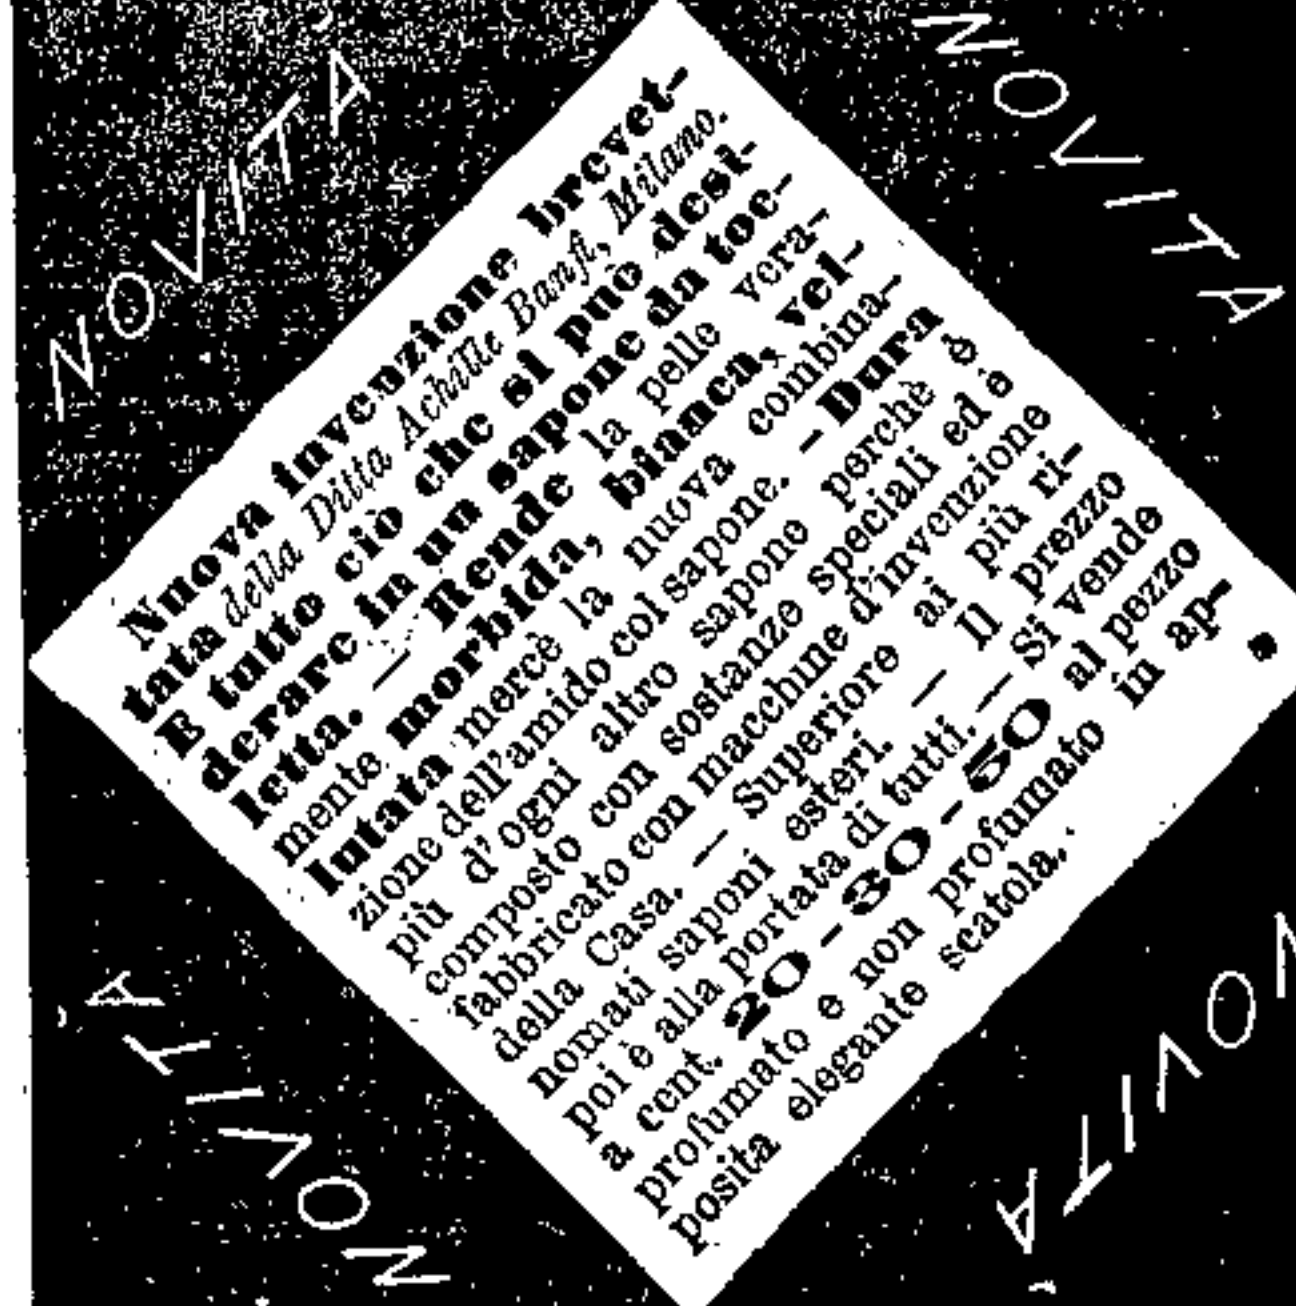 NOVITÀ
NOVITÀ
Nuova invenzione brevet-
tata della Ditta Achille Banfi, Milano.
E tutto ciò che si può desi-
derare in un sapone da toe-
letta. — Rende la pelle vera-
mente morbida, bianca, vel-
lutata mercè la nuova combina-
zione dell'amido col sapone. — Dura
più d'ogni altro sapone perchè è
composto con sostanze speciali ed è
fabbricato con macchine d'invenzione
della Casa. — Superiore ai più ri-
nomati saponi esteri. — Il prezzo
poi è alla portata di tutti. — Si vende
a cent. 20 - 30 - 50 al pezzo
profumato e non profumato in ap-
posita elegante scatola.
NOVITÀ
NOVITÀ